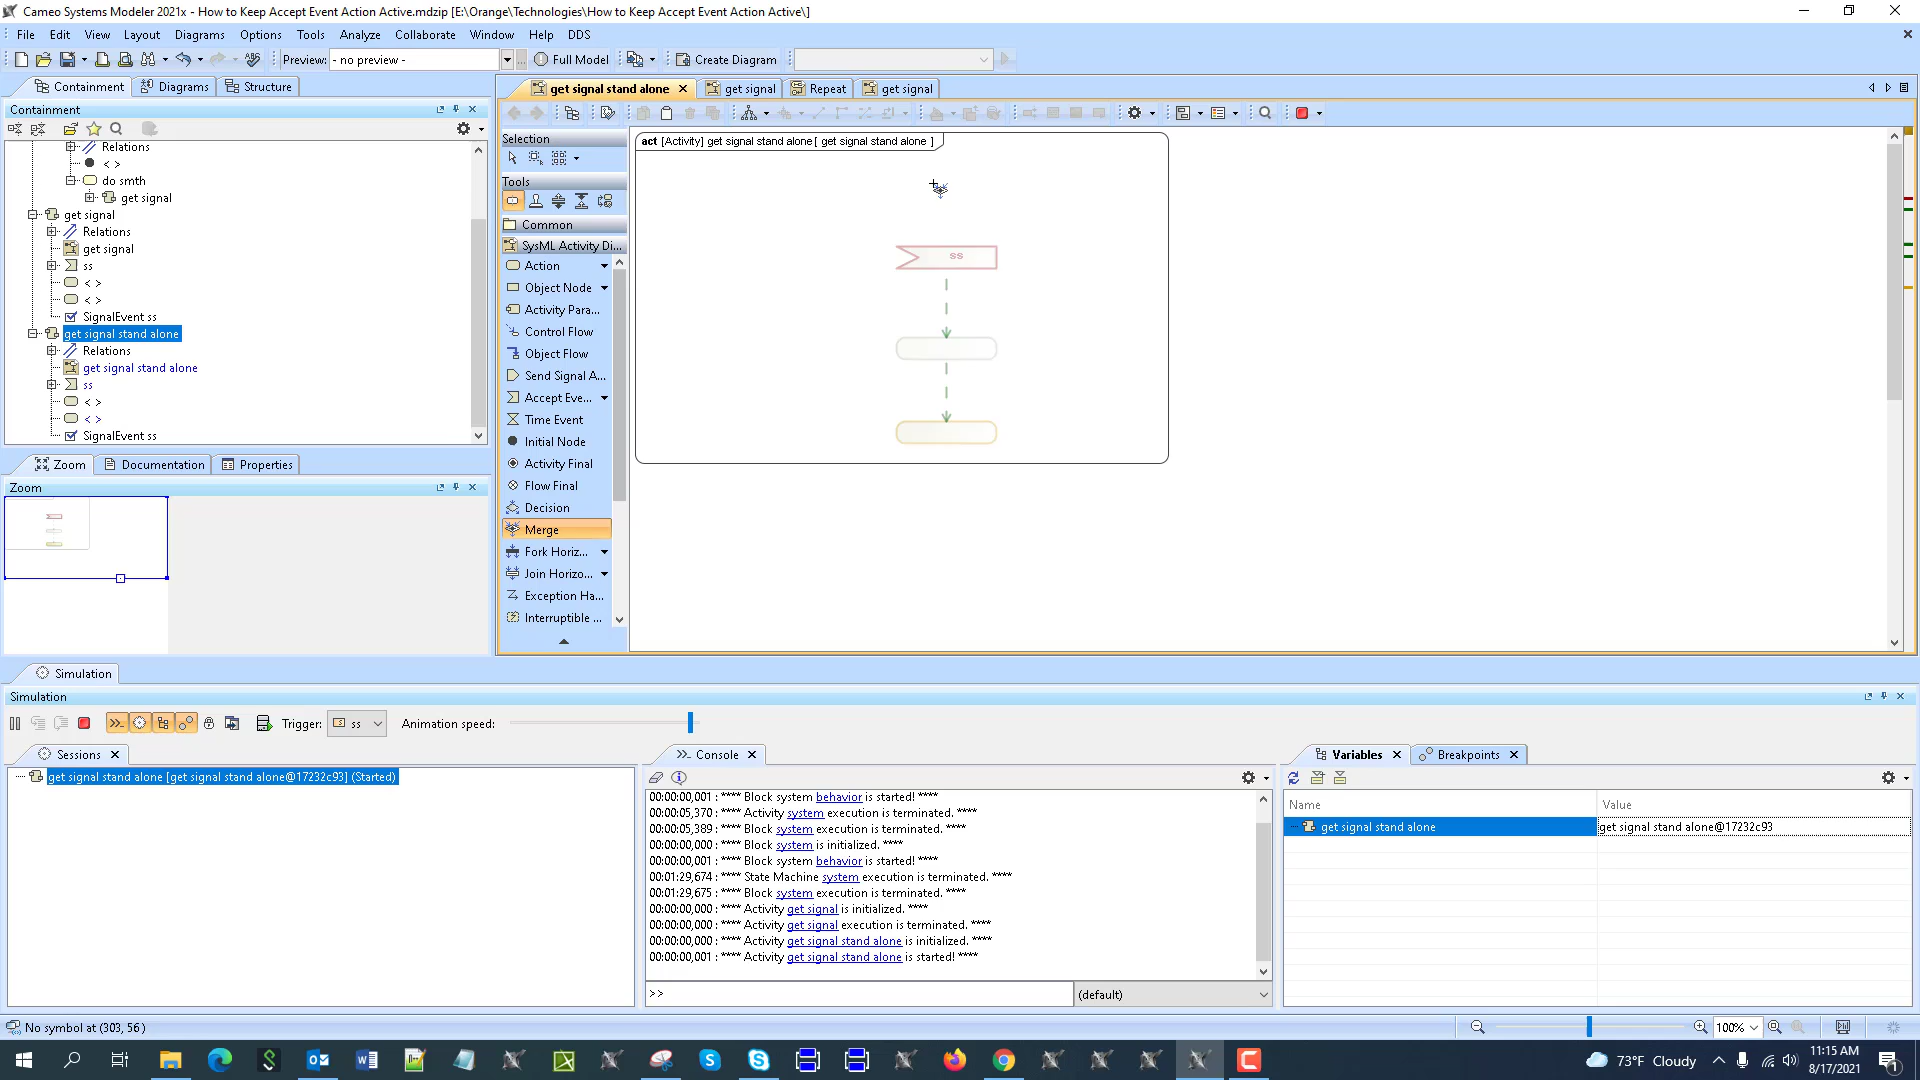 Cameo Systems Modeler 2021x - How to Keep Accept Event Action Active.mdzip [E:\Orange\Technologies\How to Keep Accept Event Action Active\]
File Edit View Layout Diagrams Options Tools Analyze Collaborate Window Help DDS
Preview: - no preview - ... Full Model Create Diagram
Containment Diagrams Structure
Containment
Relations
< >
do smth
get signal
get signal
Relations
get signal
ss
< >
< >
SignalEvent ss
get signal stand alone
Relations
get signal stand alone
ss
< >
< >
SignalEvent ss
Zoom Documentation Properties
Zoom
get signal stand alone get signal Repeat get signal
Selection
Tools
Common
SysML Activity Di...
Action
Object Node
Activity Para...
Control Flow
Object Flow
Send Signal A...
Accept Eve...
Time Event
Initial Node
Activity Final
Flow Final
Decision
Merge
Fork Horiz...
Join Horizo...
Exception Ha...
Interruptible ...
act [Activity] get signal stand alone [ get signal stand alone ]
ss
Simulation
Simulation
Trigger: ss Animation speed:
Sessions
get signal stand alone [get signal stand alone@17232c93] (Started)
Console
00:00:00,001 : **** Block system behavior is started! ****
00:00:05,370 : **** Activity system execution is terminated. ****
00:00:05,389 : **** Block system execution is terminated. ****
00:00:00,000 : **** Block system is initialized. ****
00:00:00,001 : **** Block system behavior is started! ****
00:01:29,674 : **** State Machine system execution is terminated. ****
00:01:29,675 : **** Block system execution is terminated. ****
00:00:00,000 : **** Activity get signal is initialized. ****
00:00:00,000 : **** Activity get signal execution is terminated. ****
00:00:00,000 : **** Activity get signal stand alone is initialized. ****
00:00:00,001 : **** Activity get signal stand alone is started! ****
>> (default)
Variables Breakpoints
Name Value
get signal stand alone get signal stand alone@17232c93
No symbol at (303, 56 )
100%
73°F Cloudy
11:15 AM
8/17/2021
1